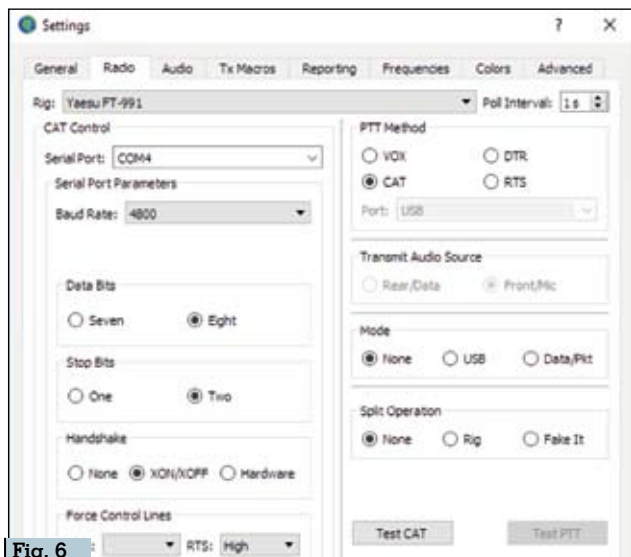 Settings
? ×
General Radio Audio Tx Macros Reporting Frequencies Colors Advanced
Rig: Yaesu FT-991 Poll Interval: 1 s
CAT Control
Serial Port: COM4
Serial Port Parameters
Baud Rate: 4800
Data Bits
Seven Eight
Stop Bits
One Two
Handshake
None XON/XOFF Hardware
Force Control Lines
: RTS: High
PTT Method
VOX DTR
CAT RTS
Port: USB
Transmit Audio Source
Rear/Data Front/Mic
Mode
None USB Data/Pkt
Split Operation
None Rig Fake It
Test CAT Test PTT
Fig. 6